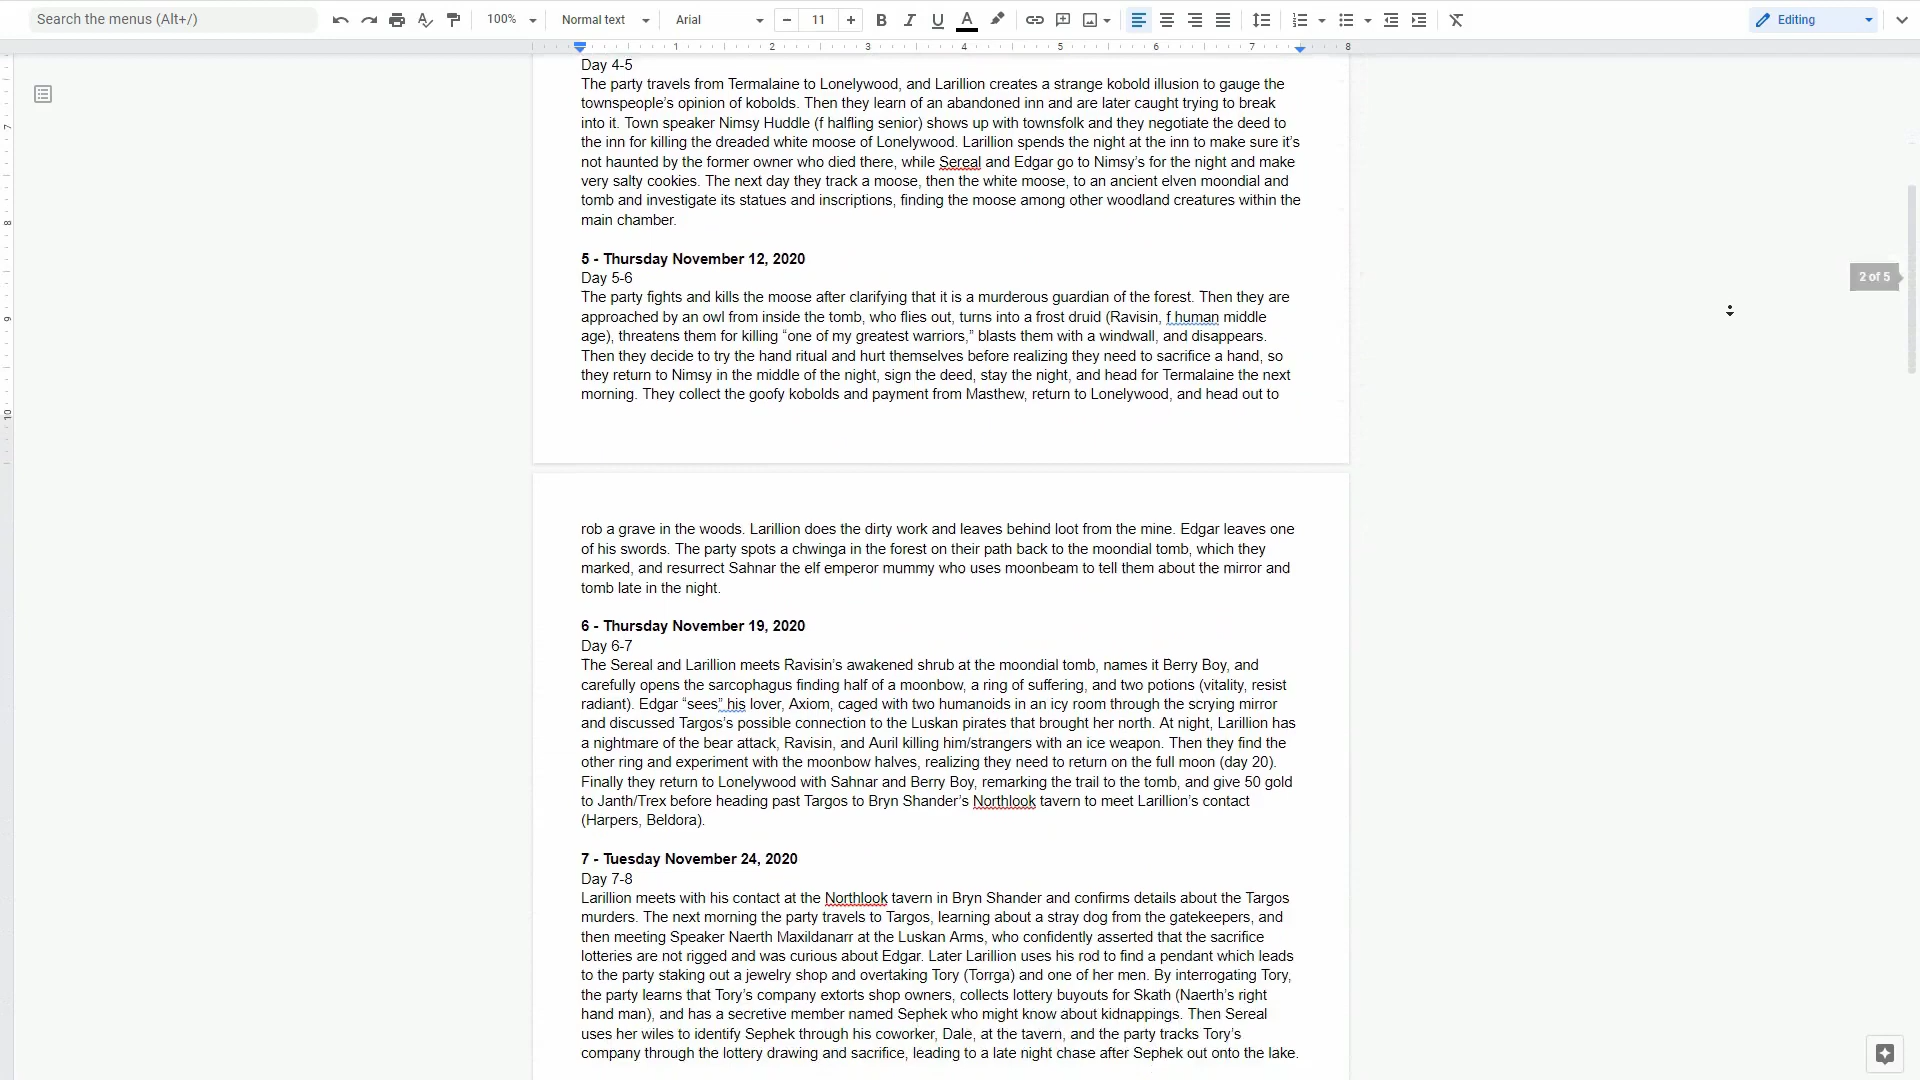 Search the menus (Alt+/)
100%
Normal text
Arial
11
Editing
1 2 3 4 5 6 7 8
Day 4-5
The party travels from Termalaine to Lonelywood, and Larillion creates a strange kobold illusion to gauge the
townspeople's opinion of kobolds. Then they learn of an abandoned inn and are later caught trying to break
into it. Town speaker Nimsy Huddle (f halfling senior) shows up with townsfolk and they negotiate the deed to
the inn for killing the dreaded white moose of Lonelywood. Larillion spends the night at the inn to make sure it's
not haunted by the former owner who died there, while Sereal and Edgar go to Nimsy's for the night and make
very salty cookies. The next day they track a moose, then the white moose, to an ancient elven moondial and
tomb and investigate its statues and inscriptions, finding the moose among other woodland creatures within the
main chamber.
5 - Thursday November 12, 2020
Day 5-6
The party fights and kills the moose after clarifying that it is a murderous guardian of the forest. Then they are
approached by an owl from inside the tomb, who flies out, turns into a frost druid (Ravisin, f human middle
age), threatens them for killing “one of my greatest warriors,” blasts them with a windwall, and disappears.
Then they decide to try the hand ritual and hurt themselves before realizing they need to sacrifice a hand, so
they return to Nimsy in the middle of the night, sign the deed, stay the night, and head for Termalaine the next
morning. They collect the goofy kobolds and payment from Masthew, return to Lonelywood, and head out to
2 of 5
7
8
9
10
rob a grave in the woods. Larillion does the dirty work and leaves behind loot from the mine. Edgar leaves one
of his swords. The party spots a chwinga in the forest on their path back to the moondial tomb, which they
marked, and resurrect Sahnar the elf emperor mummy who uses moonbeam to tell them about the mirror and
tomb late in the night.
6 - Thursday November 19, 2020
Day 6-7
The Sereal and Larillion meets Ravisin's awakened shrub at the moondial tomb, names it Berry Boy, and
carefully opens the sarcophagus finding half of a moonbow, a ring of suffering, and two potions (vitality, resist
radiant). Edgar “sees” his lover, Axiom, caged with two humanoids in an icy room through the scrying mirror
and discussed Targos's possible connection to the Luskan pirates that brought her north. At night, Larillion has
a nightmare of the bear attack, Ravisin, and Auril killing him/strangers with an ice weapon. Then they find the
other ring and experiment with the moonbow halves, realizing they need to return on the full moon (day 20).
Finally they return to Lonelywood with Sahnar and Berry Boy, remarking the trail to the tomb, and give 50 gold
to Janth/Trex before heading past Targos to Bryn Shander's Northlook tavern to meet Larillion's contact
(Harpers, Beldora).
7 - Tuesday November 24, 2020
Day 7-8
Larillion meets with his contact at the Northlook tavern in Bryn Shander and confirms details about the Targos
murders. The next morning the party travels to Targos, learning about a stray dog from the gatekeepers, and
then meeting Speaker Naerth Maxildanarr at the Luskan Arms, who confidently asserted that the sacrifice
lotteries are not rigged and was curious about Edgar. Later Larillion uses his rod to find a pendant which leads
to the party staking out a jewelry shop and overtaking Tory (Torrga) and one of her men. By interrogating Tory,
the party learns that Tory's company extorts shop owners, collects lottery buyouts for Skath (Naerth's right
hand man), and has a secretive member named Sephek who might know about kidnappings. Then Sereal
uses her wiles to identify Sephek through his coworker, Dale, at the tavern, and the party tracks Tory's
company through the lottery drawing and sacrifice, leading to a late night chase after Sephek out onto the lake.